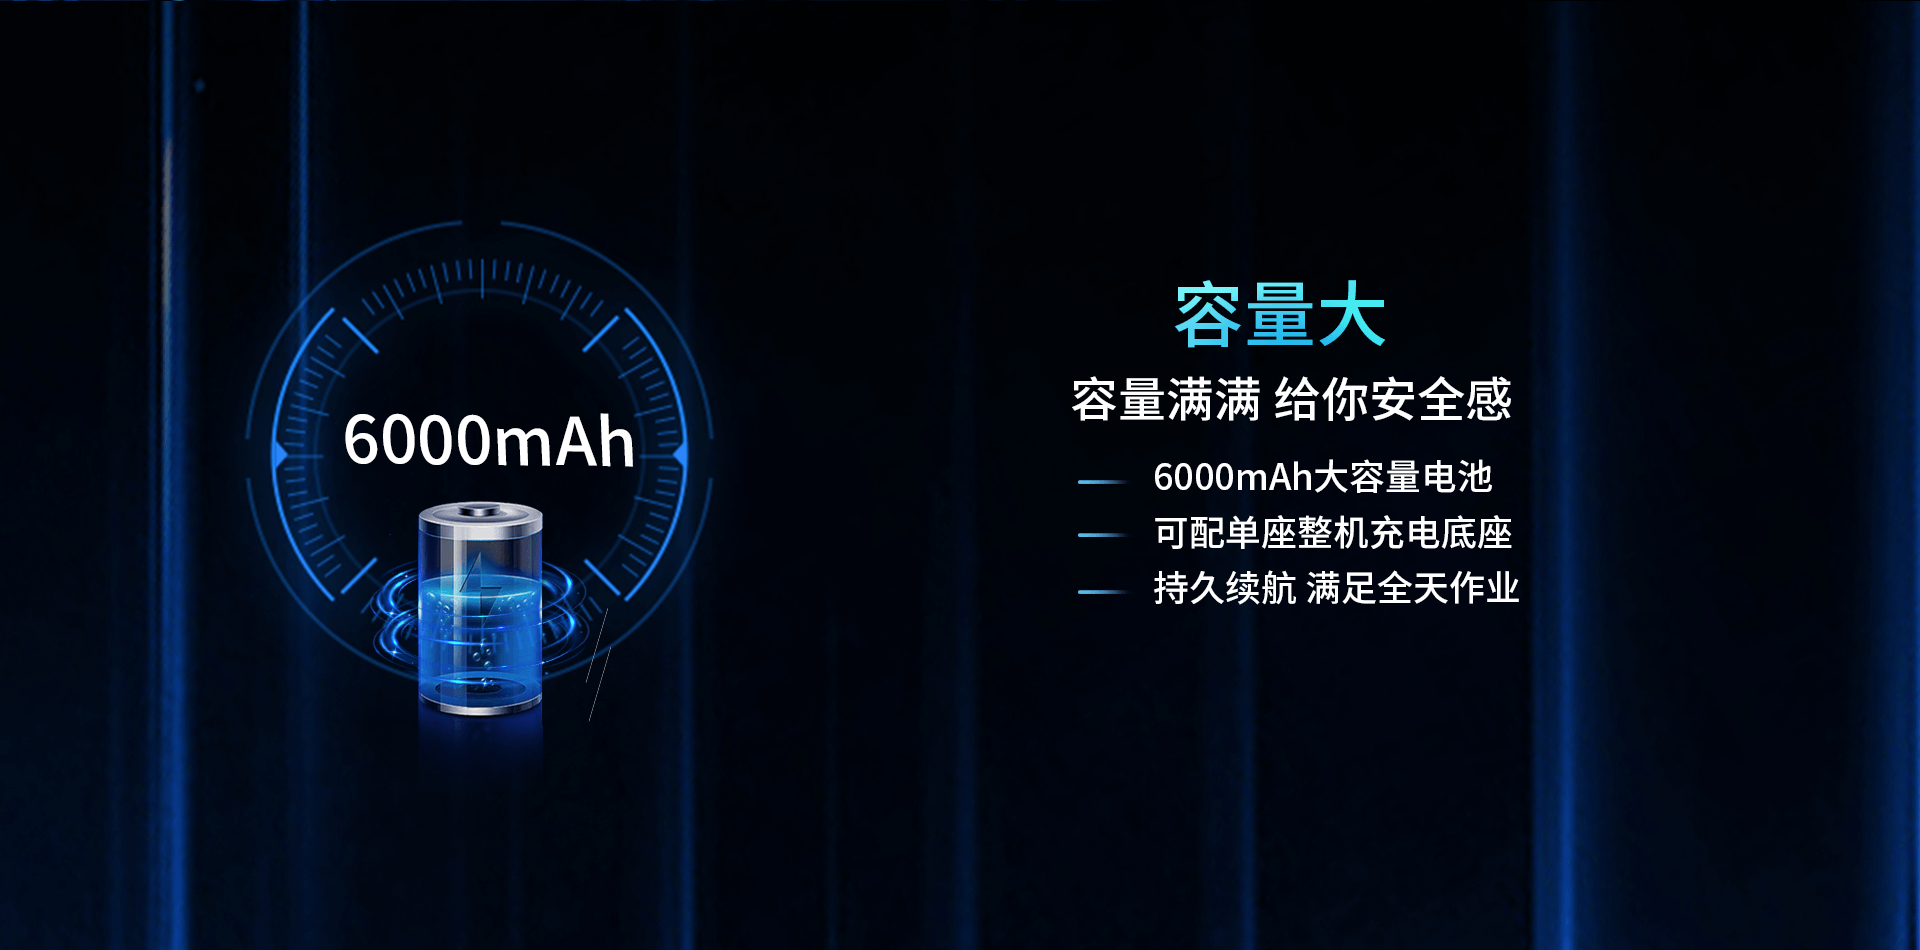 6000mAh
容量大
容量满满 给你安全感
6000mAh大容量电池
可配单座整机充电底座
持久续航 满足全天作业